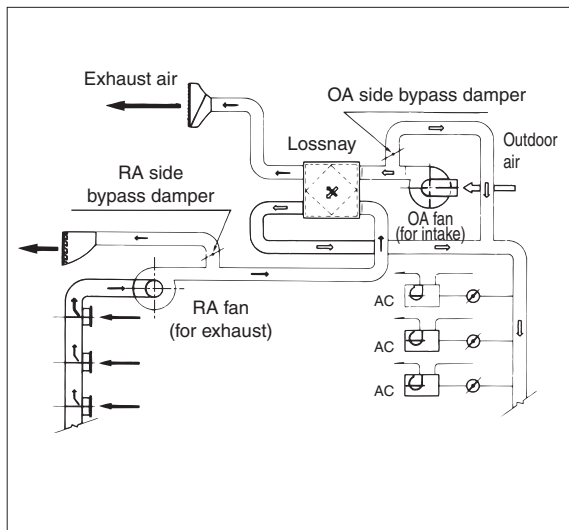 Exhaust air
OA side bypass damper
Lossnay
Outdoor
air
RA side
bypass damper
OA fan
(for intake)
RA fan
(for exhaust)
AC
AC
AC